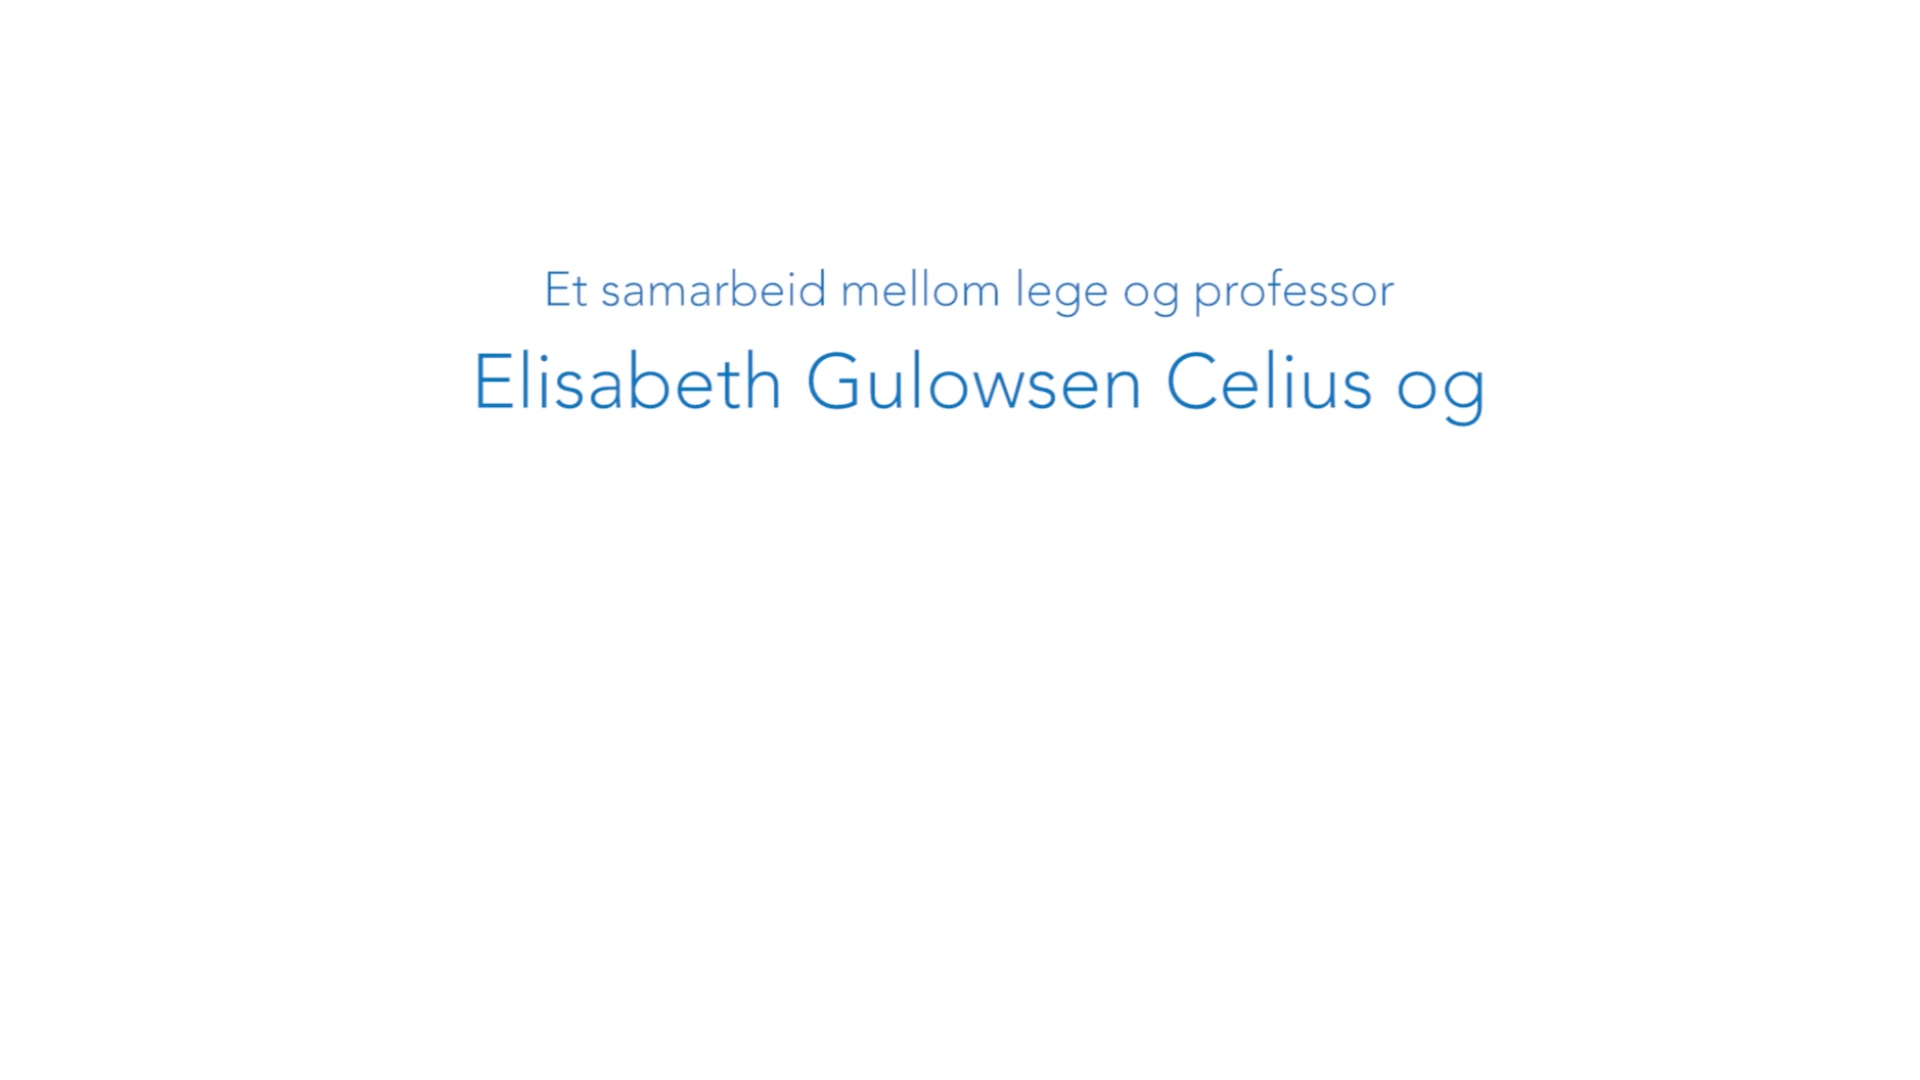 Et samarbeid mellom lege og professor
Elisabeth Gulowsen Celius og